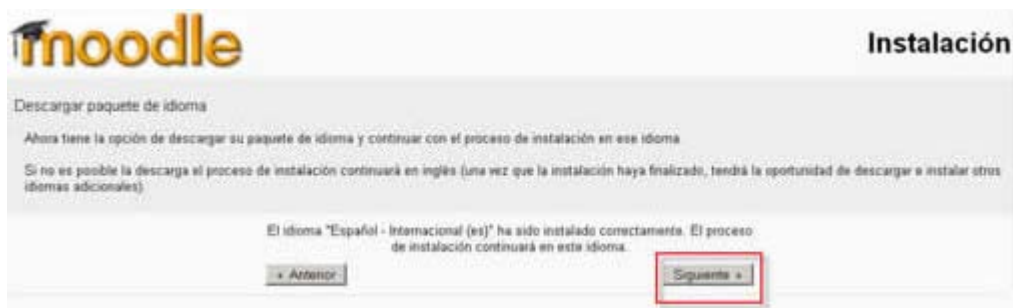 moodle
Instalación
Descargar paquete de idioma
Ahora tiene la opción de descargar su paquete de idioma y continuar con el proceso de instalación en ese idioma
Si no es posible la descarga el proceso de instalación continuará en inglés (una vez que la instalación haya finalizado, tendrá la oportunidad de descargar e instalar otros
idiomas adicionales)
El idioma "Español - Internacional (es)" ha sido instalado correctamente. El proceso
de instalación continuará en este idioma.
« Anterior
Siguiente »